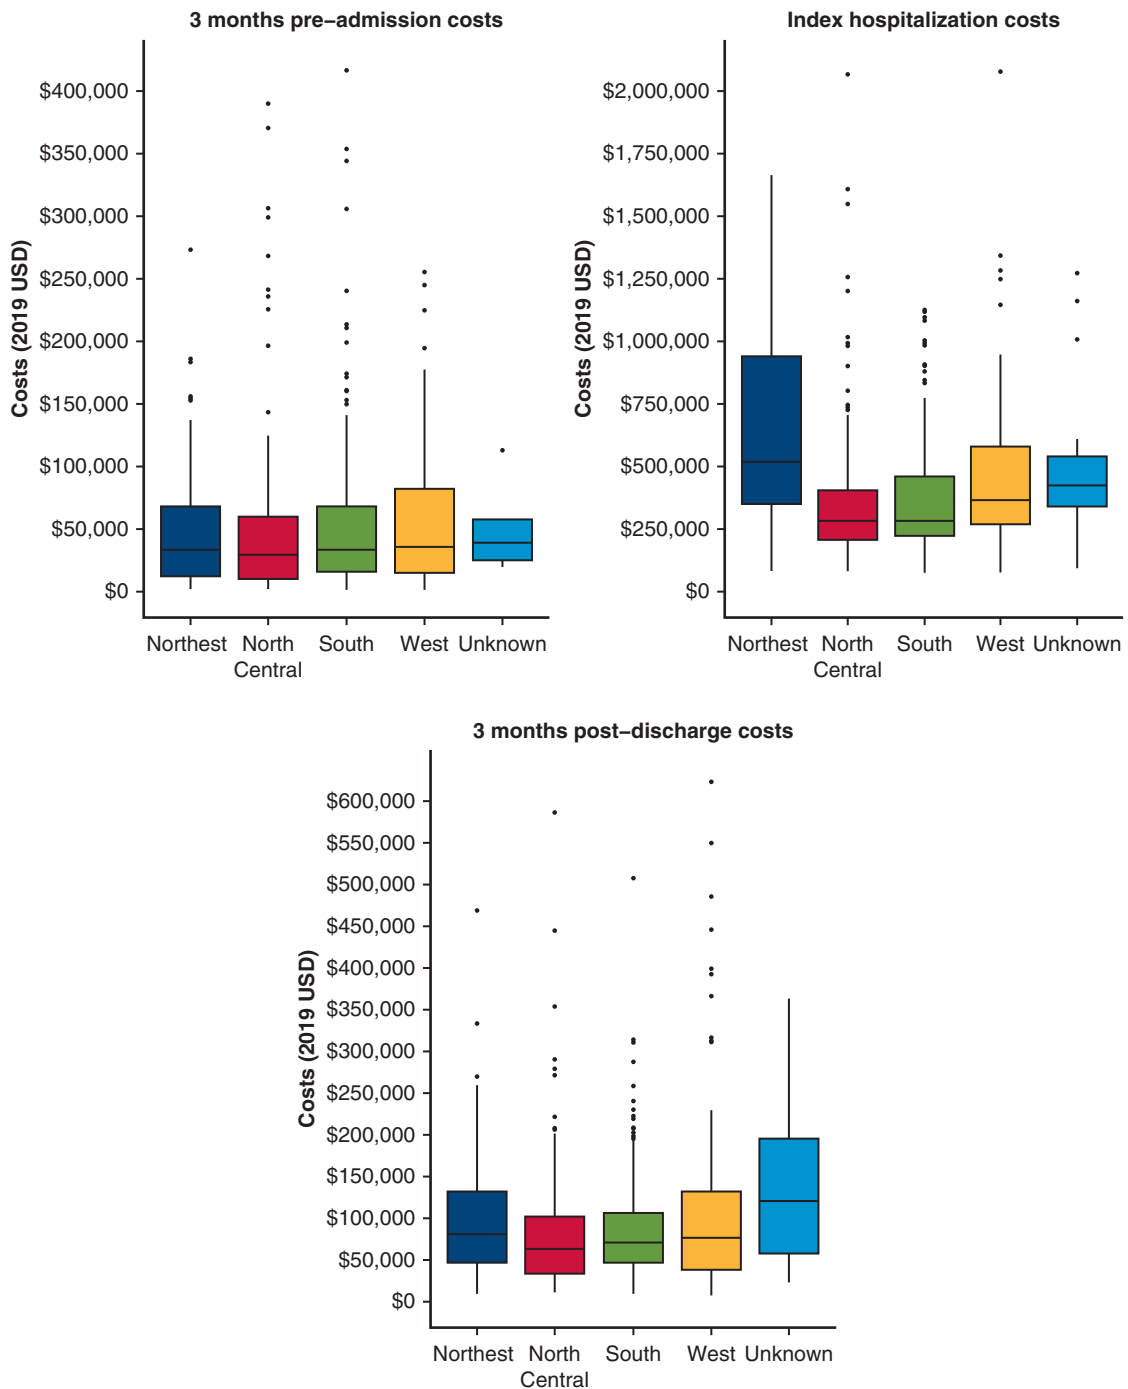 3 months pre–admission costs
Costs (2019 USD)
$400,000
$350,000
$300,000
$250,000
$200,000
$150,000
$100,000
$50,000
$0
Northest
North Central
South
West
Unknown
Index hospitalization costs
Costs (2019 USD)
$2,000,000
$1,750,000
$1,500,000
$1,250,000
$1,000,000
$750,000
$500,000
$250,000
$0
Northest
North Central
South
West
Unknown
3 months post–discharge costs
Costs (2019 USD)
$600,000
$550,000
$500,000
$450,000
$400,000
$350,000
$300,000
$250,000
$200,000
$150,000
$100,000
$50,000
$0
Northest
North Central
South
West
Unknown